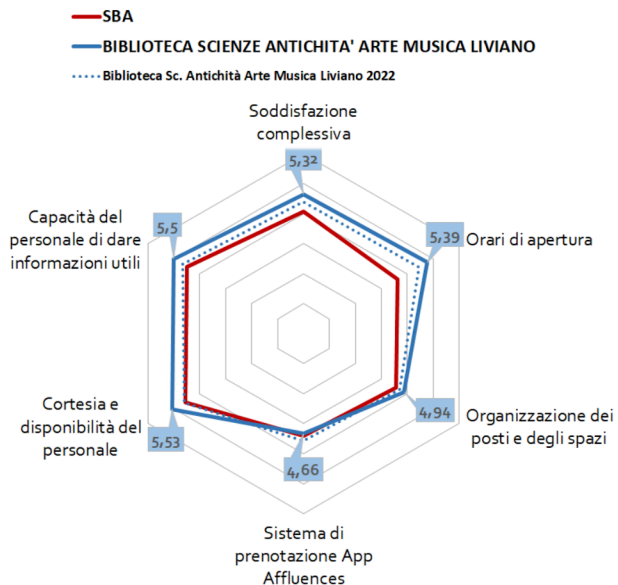 SBA
BIBLIOTECA SCIENZE ANTICHITA' ARTE MUSICA LIVIANO
Biblioteca Sc. Antichità Arte Musica Liviano 2022
Soddisfazione
complessiva
5,32
Orari di apertura
5,39
Organizzazione dei
posti e degli spazi
4,94
Sistema di
prenotazione App
Affluences
4,66
Cortesia e
disponibilità del
personale
5,53
Capacità del
personale di dare
informazioni utili
5,5